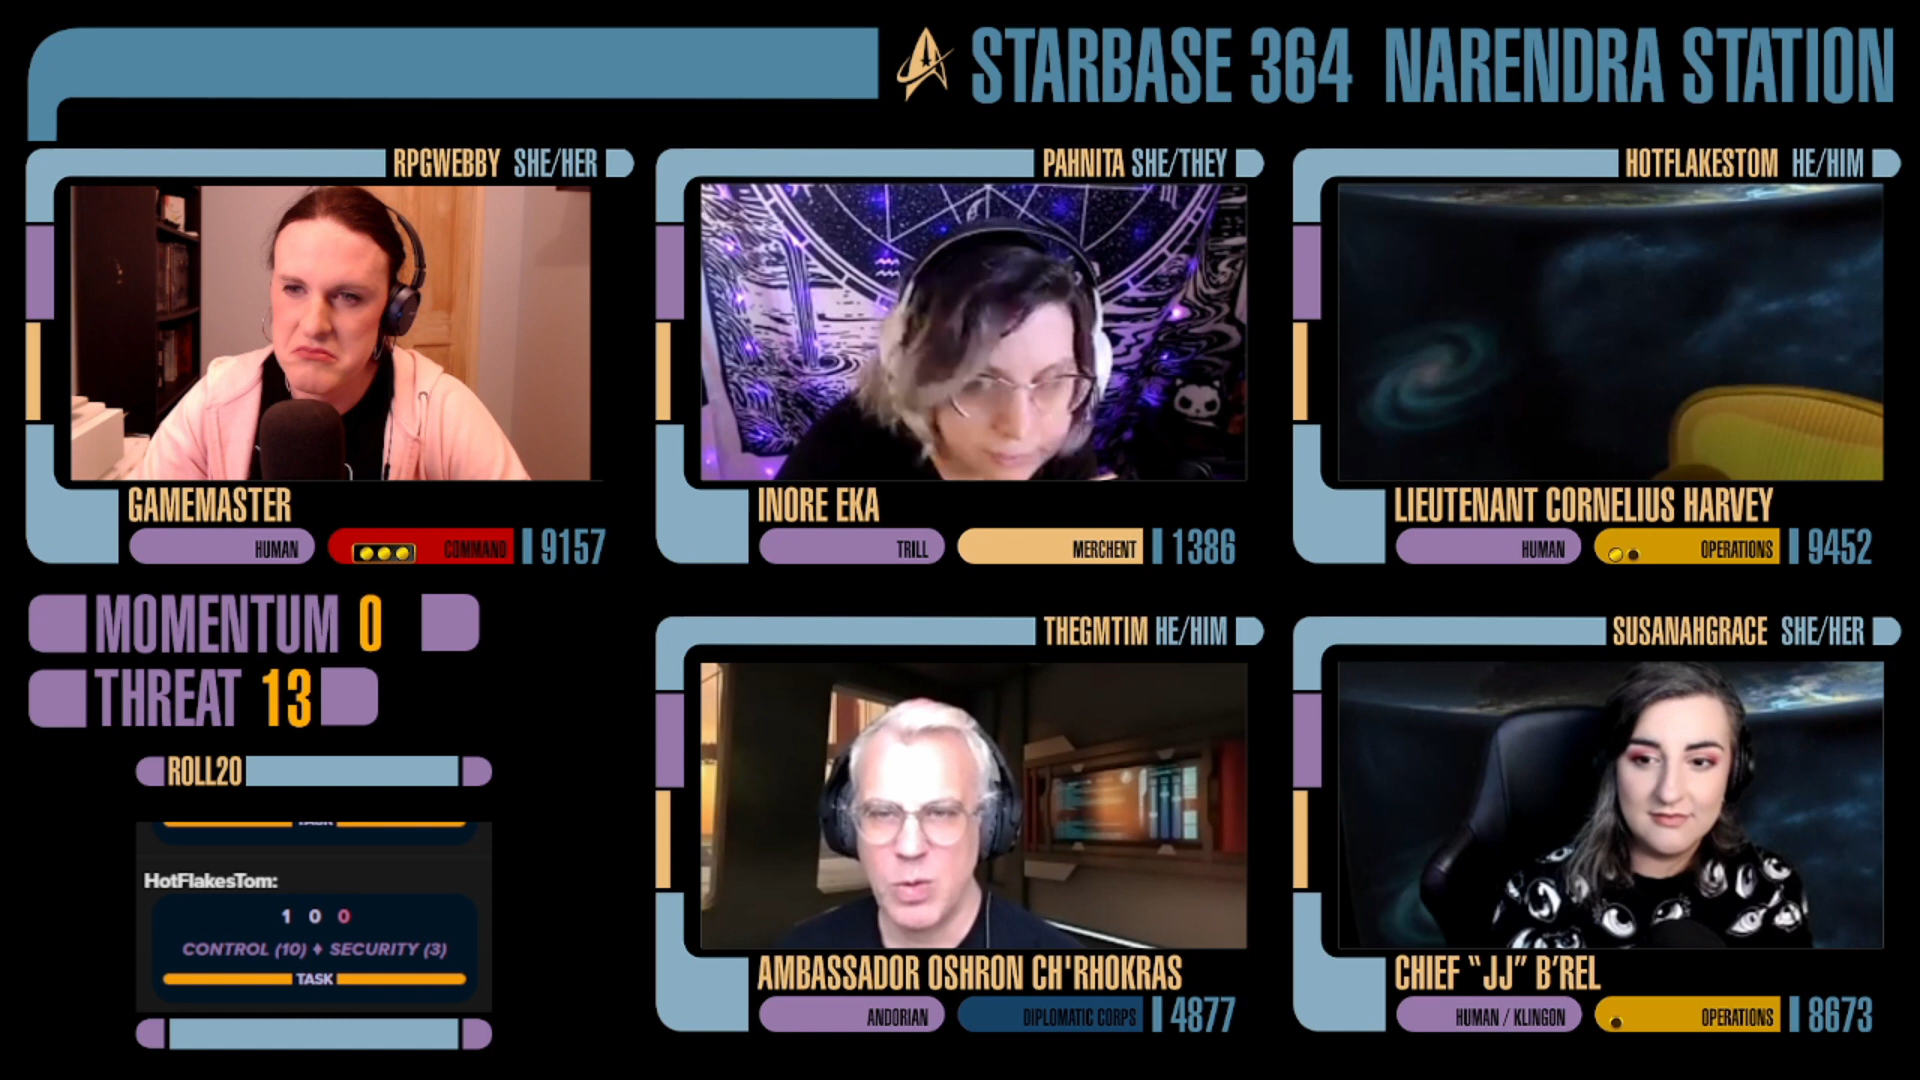 STARBASE 364 NARENDRA STATION
RPGWEBBY SHE/HER
GAMEMASTER
HUMAN
COMMAND
9157
PAHNITA SHE/THEY
INORE EKA
TRILL
MERCHENT
1386
HOTFLAKESTOM HE/HIM
LIEUTENANT CORNELIUS HARVEY
HUMAN
OPERATIONS
9452
MOMENTUM 0
THREAT 13
ROLL20
TASK
HotFlakesTom:
1 0 0
CONTROL (10) + SECURITY (3)
TASK
THEGMTIM HE/HIM
AMBASSADOR OSHRON CH'RHOKRAS
ANDORIAN
DIPLOMATIC CORPS
4877
SUSANAHGRACE SHE/HER
CHIEF “JJ” B'REL
HUMAN / KLINGON
OPERATIONS
8673